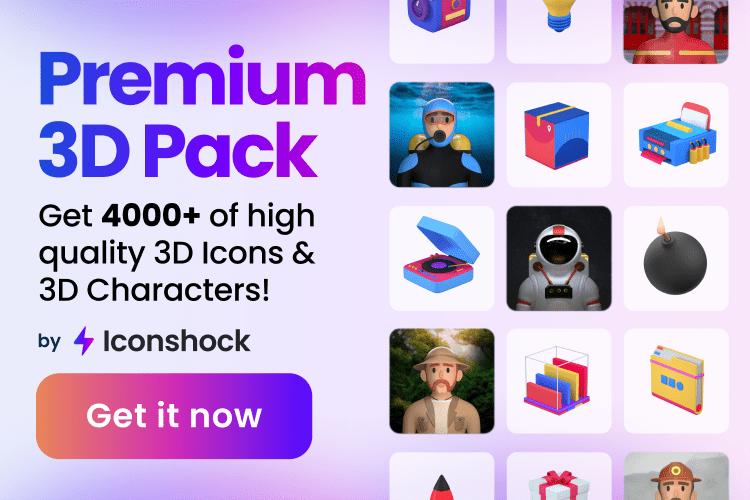 Premium
3D Pack
Get 4000+ of high
quality 3D Icons &
3D Characters!
by Iconshock
Get it now